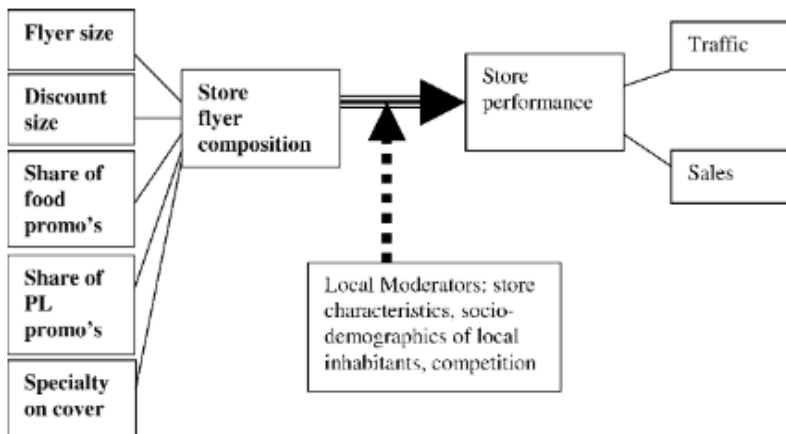 Flyer size
Discount
size
Share of
food
promo's
Share of
PL
promo's
Specialty
on cover
Store
flyer
composition
Store
performance
Traffic
Sales
Local Moderators: store
characteristics, socio-
demographics of local
inhabitants, competition